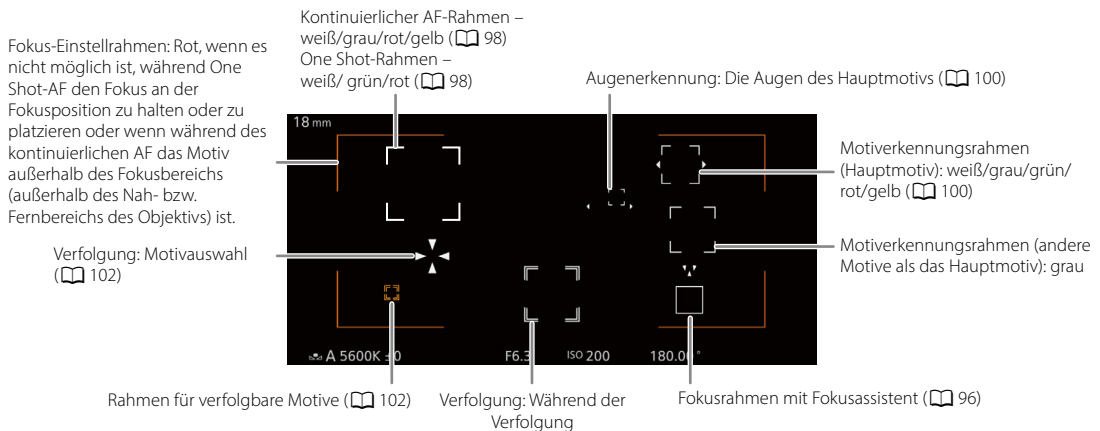 Kontinuierlicher AF-Rahmen –
weiß/grau/rot/gelb (98)
One Shot-Rahmen –
weiß/ grün/rot (98)
Fokus-Einstellrahmen: Rot, wenn es
nicht möglich ist, während One
Shot-AF den Fokus an der
Fokusposition zu halten oder zu
platzieren oder wenn während des
kontinuierlichen AF das Motiv
außerhalb des Fokusbereichs
(außerhalb des Nah- bzw.
Fernbereichs des Objektivs) ist.
Augenerkennung: Die Augen des Hauptmotivs (100)
Motiverkennungsrahmen
(Hauptmotiv): weiß/grau/grün/
rot/gelb (100)
Motiverkennungsrahmen (andere
Motive als das Hauptmotiv): grau
Verfolgung: Motivauswahl
(102)
18 mm
A 5600K ±0 F6.3 ISO 200 180.00°
Rahmen für verfolgbare Motive (102)
Verfolgung: Während der
Verfolgung
Fokusrahmen mit Fokusassistent (96)